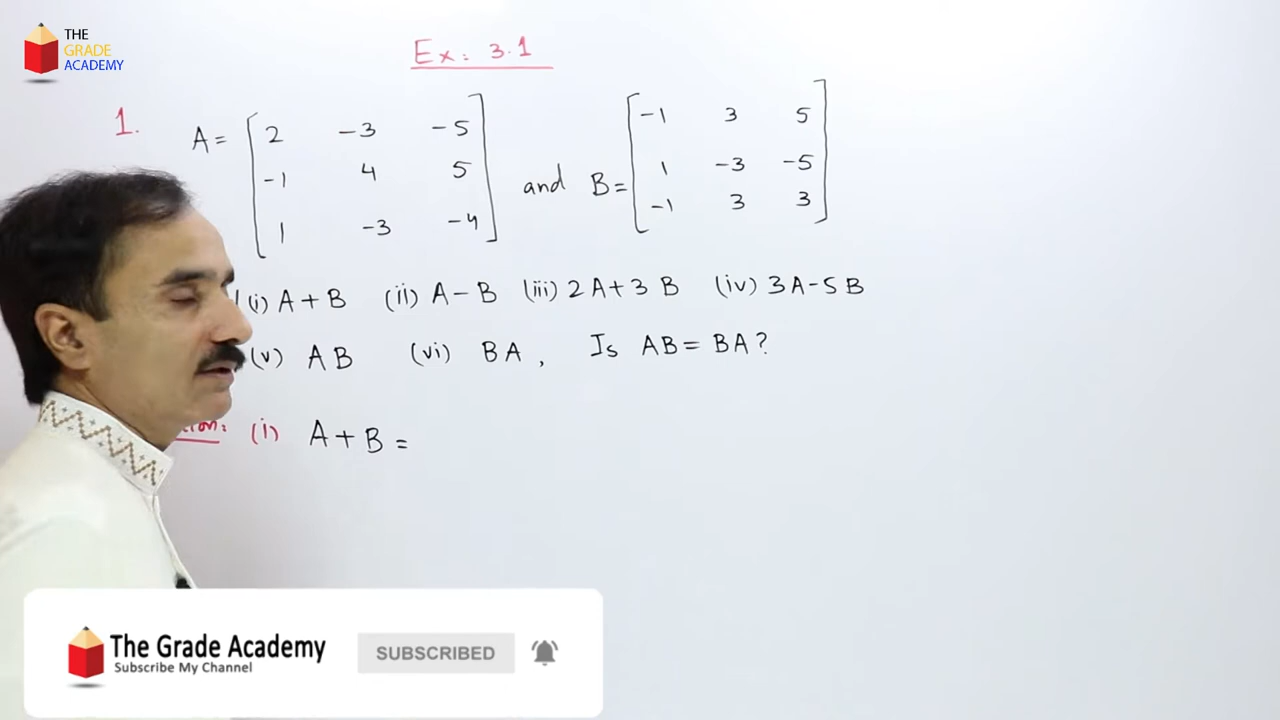 THE
GRADE
ACADEMY
Ex: 3.1
1. A= [2 -3 -5
-1 4 5
1 -3 -4] and B= [-1 3 5
1 -3 -5
-1 3 3]
(i) A+B (ii) A-B (iii) 2A+3B (iv) 3A-5B
(v) AB (vi) BA, Is AB=BA?
(i) A+B=
The Grade Academy
Subscribe My Channel
SUBSCRIBED